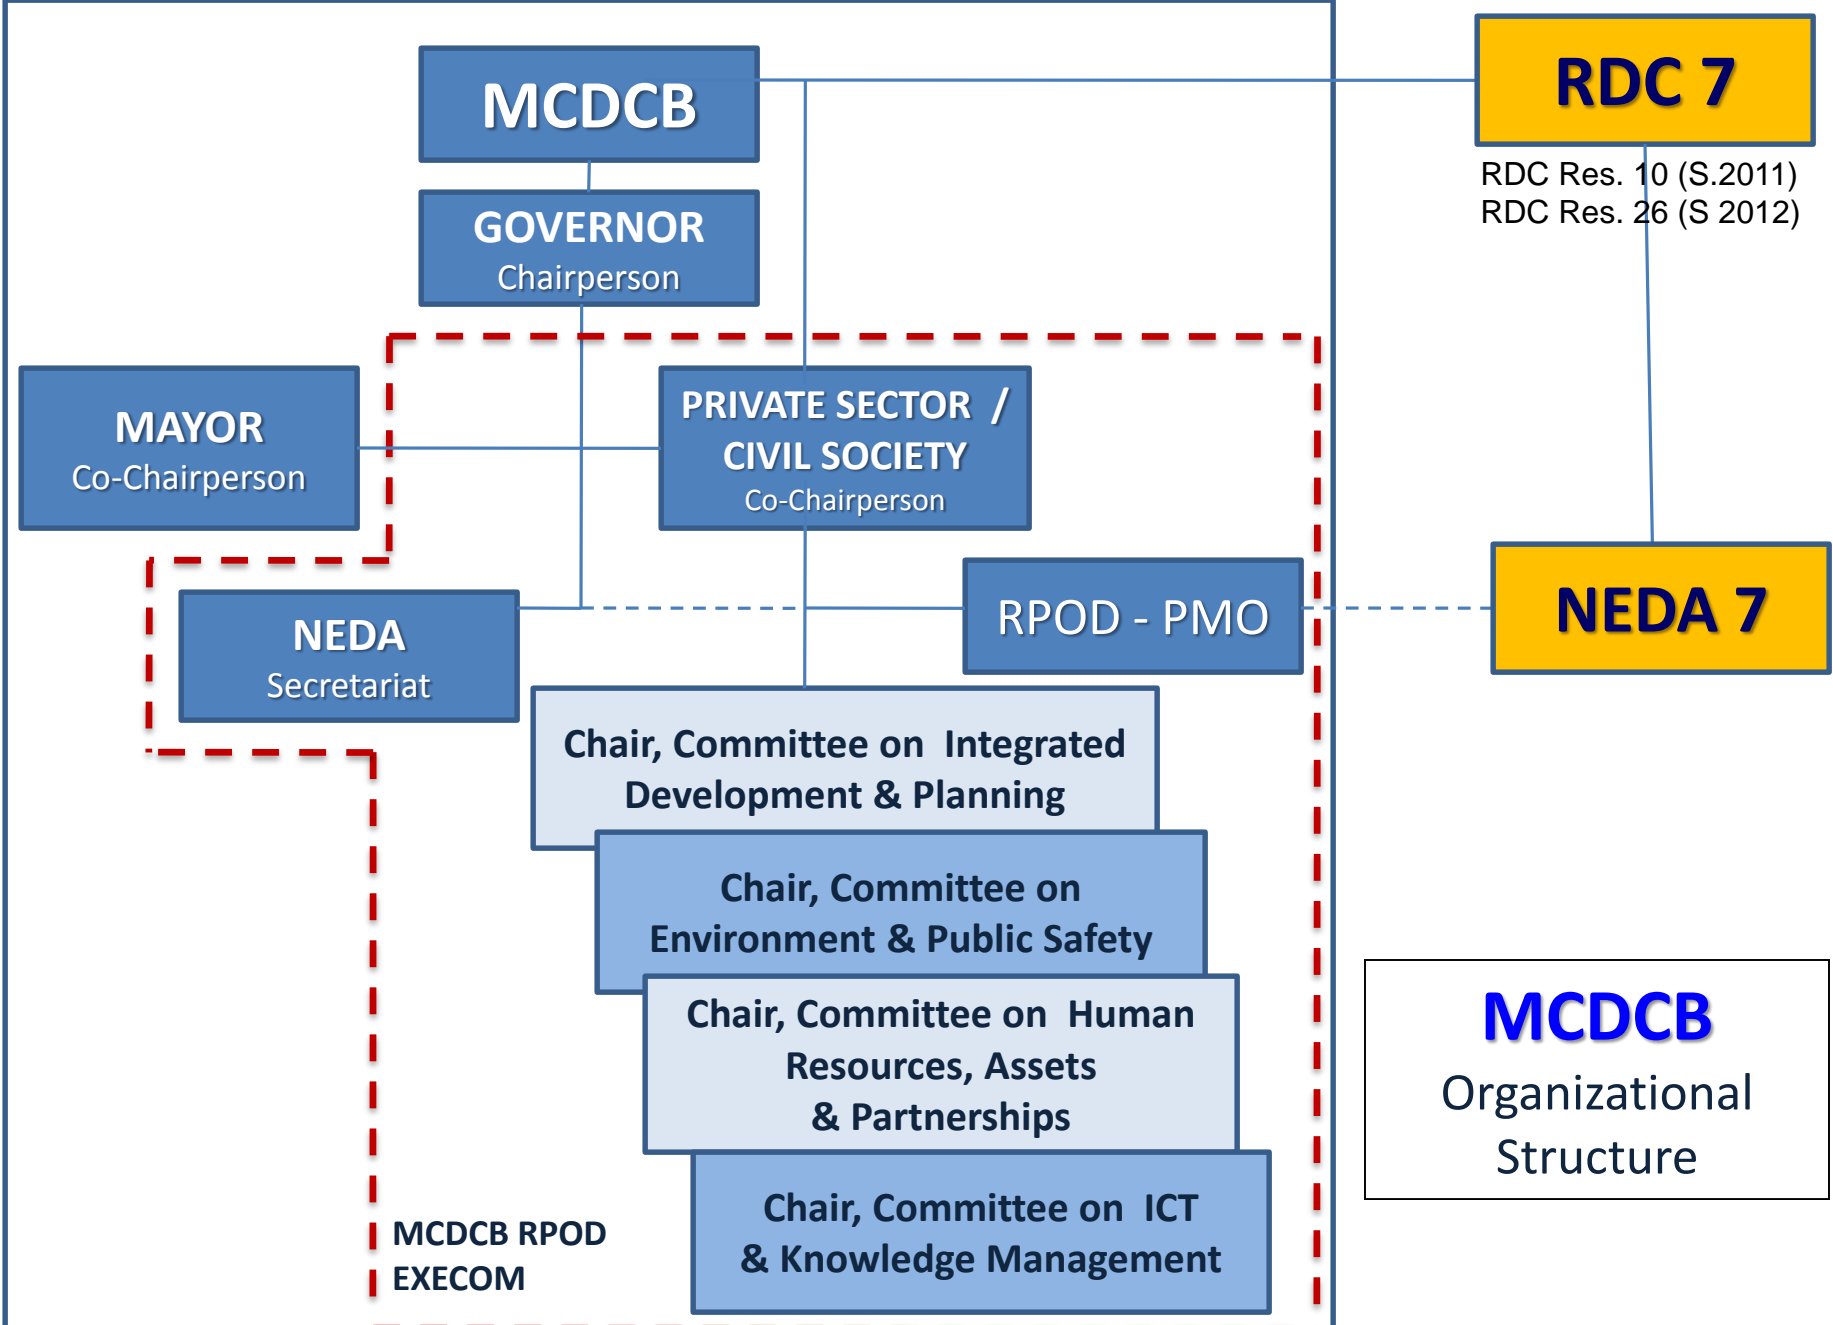 MCDCB
RDC 7
RDC Res. 10 (S.2011)
RDC Res. 26 (S 2012)
GOVERNOR
Chairperson
MAYOR
Co-Chairperson
PRIVATE SECTOR /
CIVIL SOCIETY
Co-Chairperson
NEDA
Secretariat
RPOD - PMO
NEDA 7
Chair, Committee on Integrated
Development & Planning
Chair, Committee on
Environment & Public Safety
Chair, Committee on Human
Resources, Assets
& Partnerships
Chair, Committee on ICT
& Knowledge Management
MCDCB RPOD
EXECOM
MCDCB
Organizational
Structure